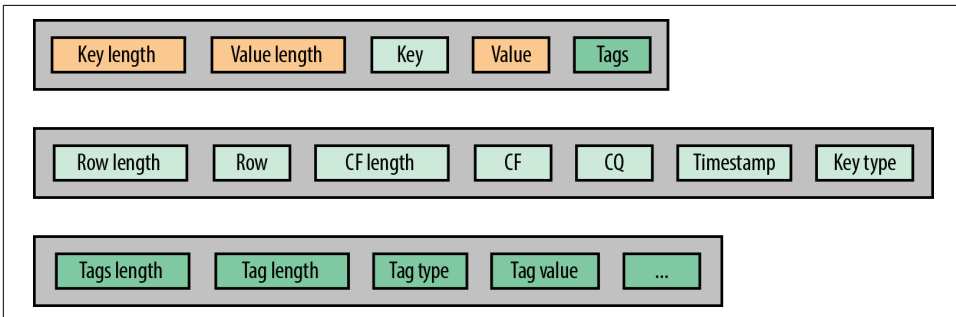 Key length Value length Key Value Tags
Row length Row CF length CF CQ Timestamp Key type
Tags length Tag length Tag type Tag value ...